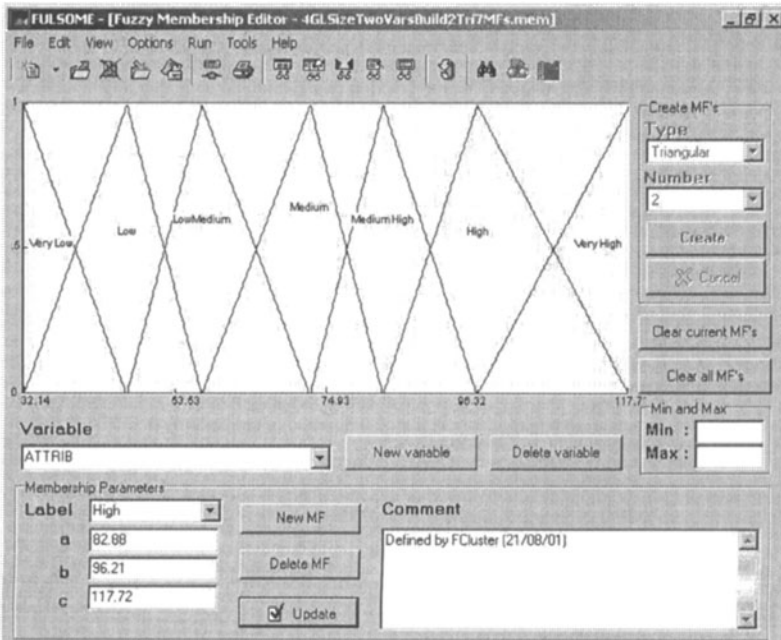 FULSOME - [Fuzzy Membership Editor - 4GLSizeTwoVarsBuild2Tri7MFs.mem]
File Edit View Options Run Tools Help
1
.5
0
Very Low
Low
LowMedium
Medium
Medium High
High
Very High
32.14
53.53
74.93
96.32
117.7
Create MF's
Type
Triangular
Number
2
Create
Cancel
Clear current MF's
Clear all MF's
Min and Max
Min :
Max :
Variable
ATTRIB
New variable
Delete variable
Membership Parameters
Label
High
a
82.88
b
96.21
c
117.72
New MF
Delete MF
Update
Comment
Defined by FCluster (21/08/01)